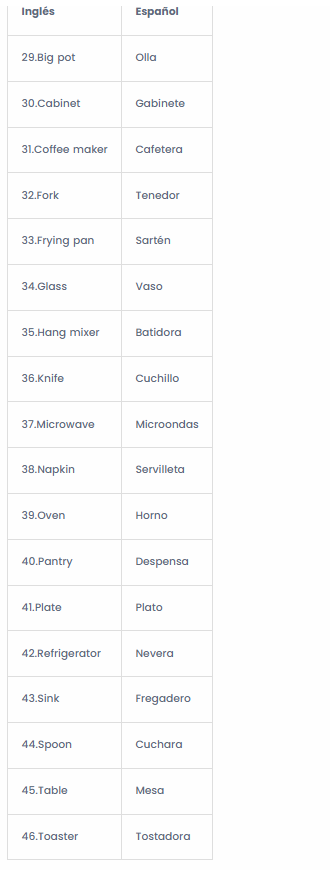 Inglés Español
29.Big pot Olla
30.Cabinet Gabinete
31.Coffee maker Cafetera
32.Fork Tenedor
33.Frying pan Sartén
34.Glass Vaso
35.Hang mixer Batidora
36.Knife Cuchillo
37.Microwave Microondas
38.Napkin Servilleta
39.Oven Horno
40.Pantry Despensa
41.Plate Plato
42.Refrigerator Nevera
43.Sink Fregadero
44.Spoon Cuchara
45.Table Mesa
46.Toaster Tostadora